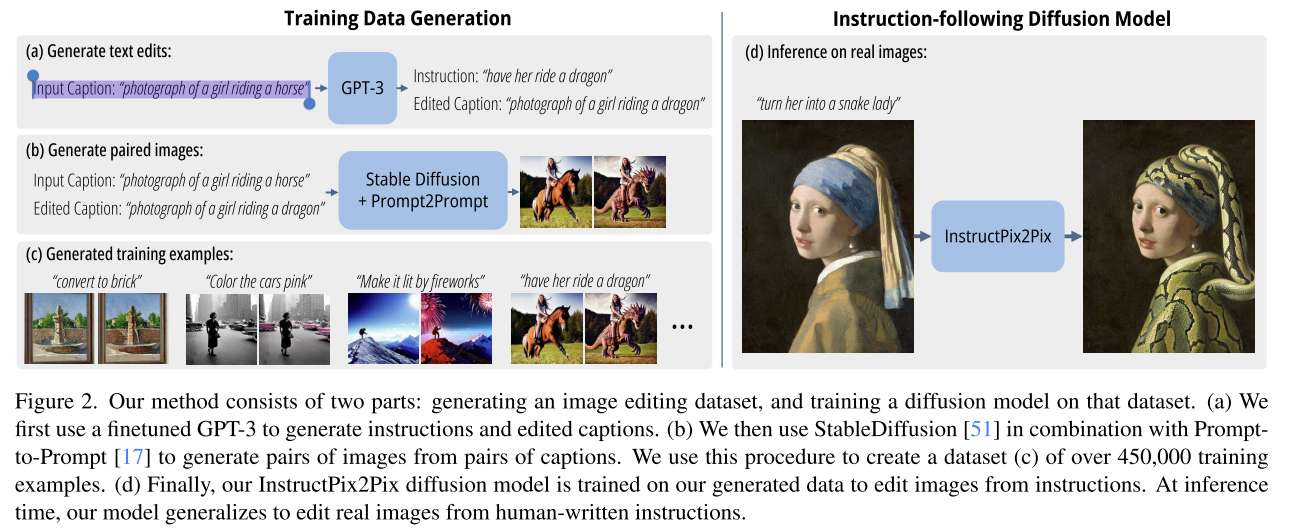 Training Data Generation
(a) Generate text edits:
Input Caption: “photograph of a girl riding a horse”
GPT-3
Instruction: “have her ride a dragon”
Edited Caption: “photograph of a girl riding a dragon”
(b) Generate paired images:
Input Caption: “photograph of a girl riding a horse”
Edited Caption: “photograph of a girl riding a dragon”
Stable Diffusion
+ Prompt2Prompt
(c) Generated training examples:
“convert to brick”
“Color the cars pink”
“Make it lit by fireworks”
“have her ride a dragon”
...
Instruction-following Diffusion Model
(d) Inference on real images:
“turn her into a snake lady”
InstructPix2Pix
Figure 2. Our method consists of two parts: generating an image editing dataset, and training a diffusion model on that dataset. (a) We
first use a finetuned GPT-3 to generate instructions and edited captions. (b) We then use StableDiffusion [51] in combination with Prompt-
to-Prompt [17] to generate pairs of images from pairs of captions. We use this procedure to create a dataset (c) of over 450,000 training
examples. (d) Finally, our InstructPix2Pix diffusion model is trained on our generated data to edit images from instructions. At inference
time, our model generalizes to edit real images from human-written instructions.